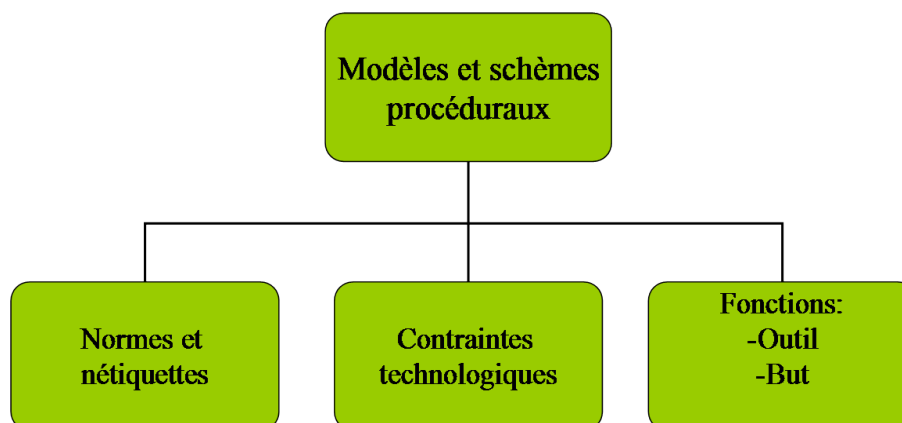 Modèles et schèmes
procéduraux
Normes et
nétiquettes
Contraintes
technologiques
Fonctions:
-Outil
-But